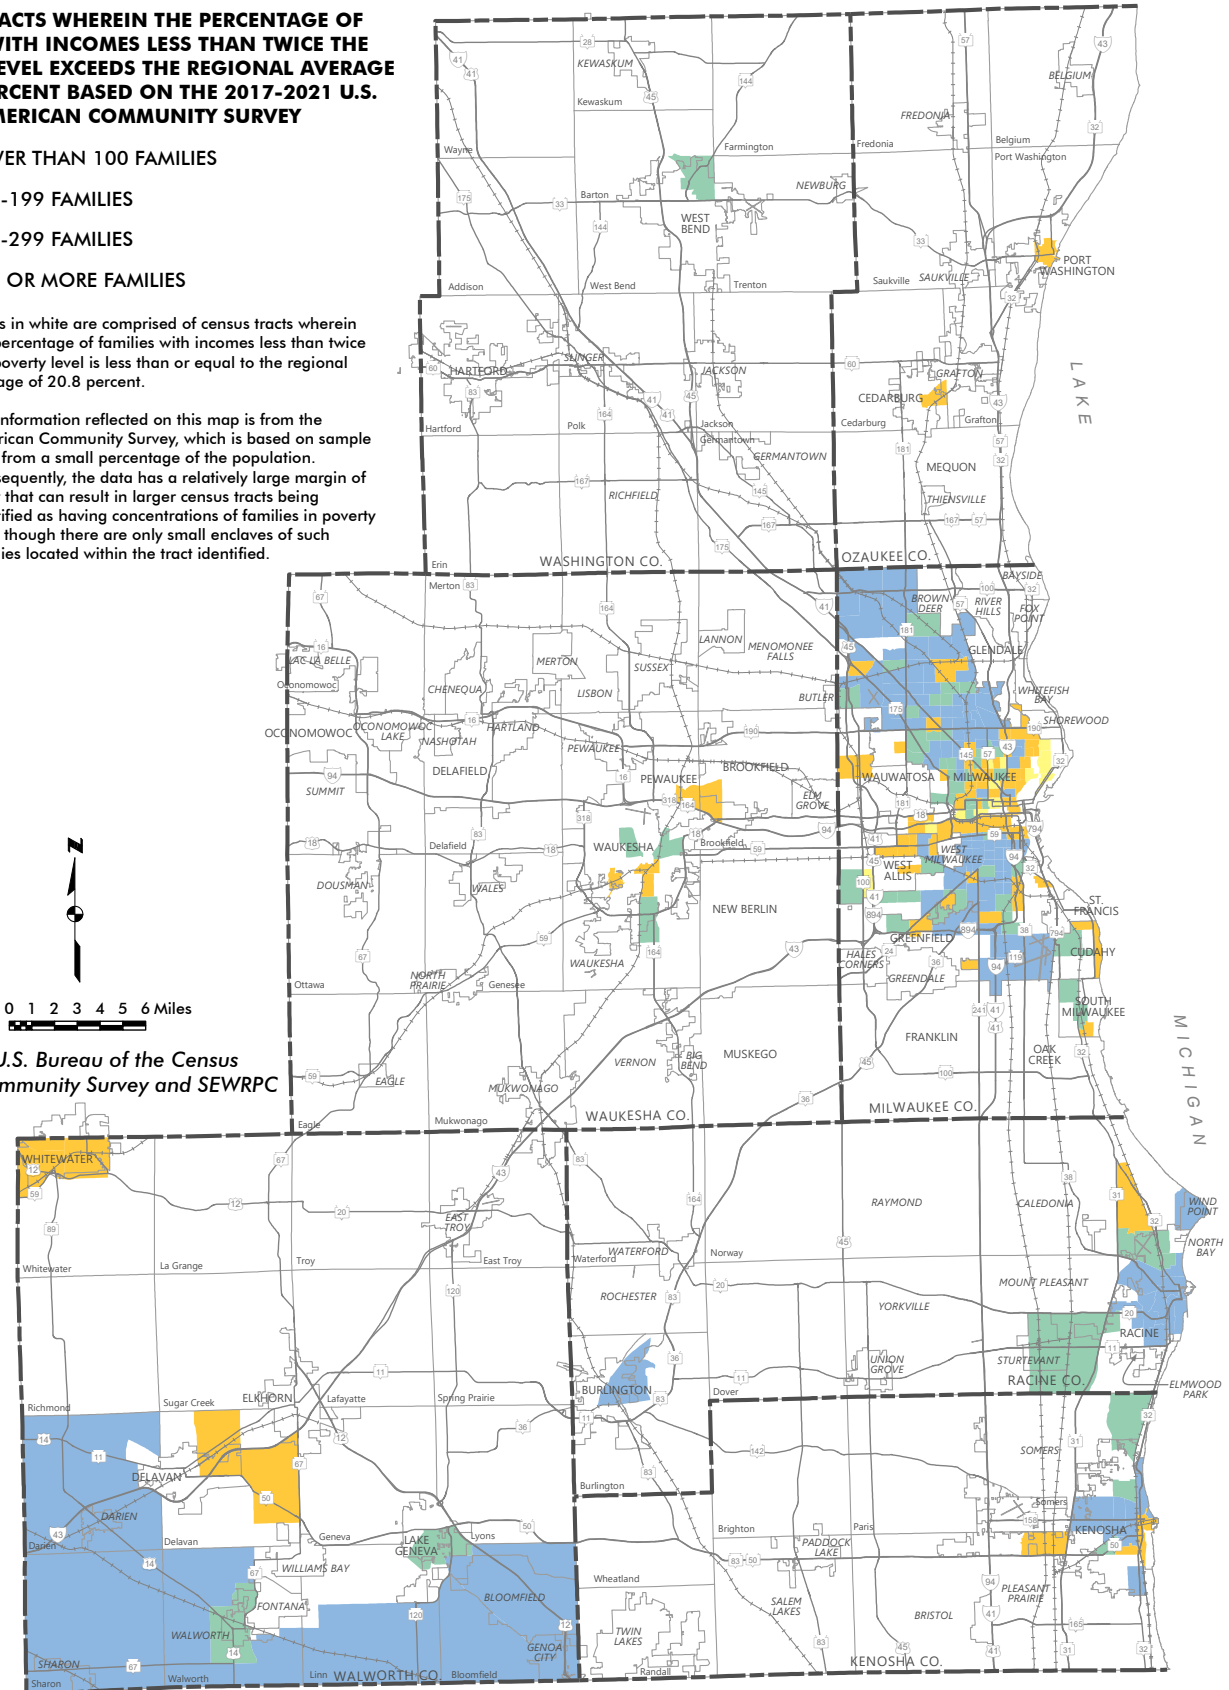 ACTS WHEREIN THE PERCENTAGE OF
WITH INCOMES LESS THAN TWICE THE
EVEL EXCEEDS THE REGIONAL AVERAGE
RCENT BASED ON THE 2017-2021 U.S.
MERICAN COMMUNITY SURVEY
VER THAN 100 FAMILIES
-199 FAMILIES
-299 FAMILIES
OR MORE FAMILIES
s in white are comprised of census tracts wherein
percentage of families with incomes less than twice
poverty level is less than or equal to the regional
age of 20.8 percent.
nformation reflected on this map is from the
rican Community Survey, which is based on sample
from a small percentage of the population.
sequently, the data has a relatively large margin of
that can result in larger census tracts being
tified as having concentrations of families in poverty
though there are only small enclaves of such
lies located within the tract identified.
KEWASKUM
Kewaskum
Wayne
Farmington
Barton
NEWBURG
WEST
BEND
Addison
West Bend
Trenton
BELGIUM
FREDONIA
Fredonia
Belgium
Port Washington
PORT
WASHINGTON
Saukville
SAUKVILLE
SLINGER
HARTFORD
JACKSON
Hartford
Polk
Jackson
Germantown
GERMANTOWN
RICHFIELD
Erin
WASHINGTON CO.
GRAFTON
CEDARBURG
Cedarburg
Grafton
MEQUON
THIENSVILLE
OZAUKEE CO.
LAKE
Merton
LAC LA BELLE
Oconomowoc
OCONOMOWOC
OCONOMOWOC
LAKE
CHENEQUA
NASHOTAH
HARTLAND
MERTON
LISBON
SUSSEX
LANNON
MENOMONEE
FALLS
BUTLER
PEWAUKEE
PEWAUKEE
BROOKFIELD
DELAFIELD
SUMMIT
ELM
GROVE
WAUKESHA
Brookfield
Delafield
DOUSMAN
WALES
NEW BERLIN
WAUKESHA
NORTH
PRAIRIE
Ottawa
Genesee
VERNON
BIG
BEND
MUSKEGO
EAGLE
MUKWONAGO
Eagle
Mukwonago
WAUKESHA CO.
BAYSIDE
BROWN
DEER
RIVER
HILLS
FOX
POINT
GLENDALE
WHITEFISH
BAY
SHOREWOOD
WAUWATOSA
MILWAUKEE
WEST
MILWAUKEE
WEST
ALLIS
ST.
FRANCIS
GREENFIELD
HALES
CORNERS
GREENDALE
CUDAHY
SOUTH
MILWAUKEE
FRANKLIN
OAK
CREEK
MILWAUKEE CO.
MICHIGAN
Z
0 1 2 3 4 5 6 Miles
U.S. Bureau of the Census
mmunity Survey and SEWRPC
WHITEWATER
Whitewater
La Grange
Troy
EAST
TROY
East Troy
Richmond
Sugar Creek
ELKHORN
Lafayette
Spring Prairie
DELAVAN
DARIEN
Darien
Delavan
Geneva
LAKE
GENEVA
Lyons
WILLIAMS BAY
FONTANA
WALWORTH
BLOOMFIELD
GENOA
CITY
SHARON
Sharon
Walworth
Linn
WALWORTH CO.
Bloomfield
WATERFORD
Waterford
Norway
RAYMOND
CALEDONIA
WIND
POINT
NORTH
BAY
ROCHESTER
YORKVILLE
MOUNT PLEASANT
RACINE
UNION
GROVE
STURTEVANT
RACINE CO.
BURLINGTON
Dover
ELMWOOD
PARK
Burlington
SOMERS
Somers
Brighton
Paris
PADDOCK
LAKE
KENOSHA
Wheatland
SALEM
LAKES
PLEASANT
PRAIRIE
BRISTOL
TWIN
LAKES
Randall
KENOSHA CO.